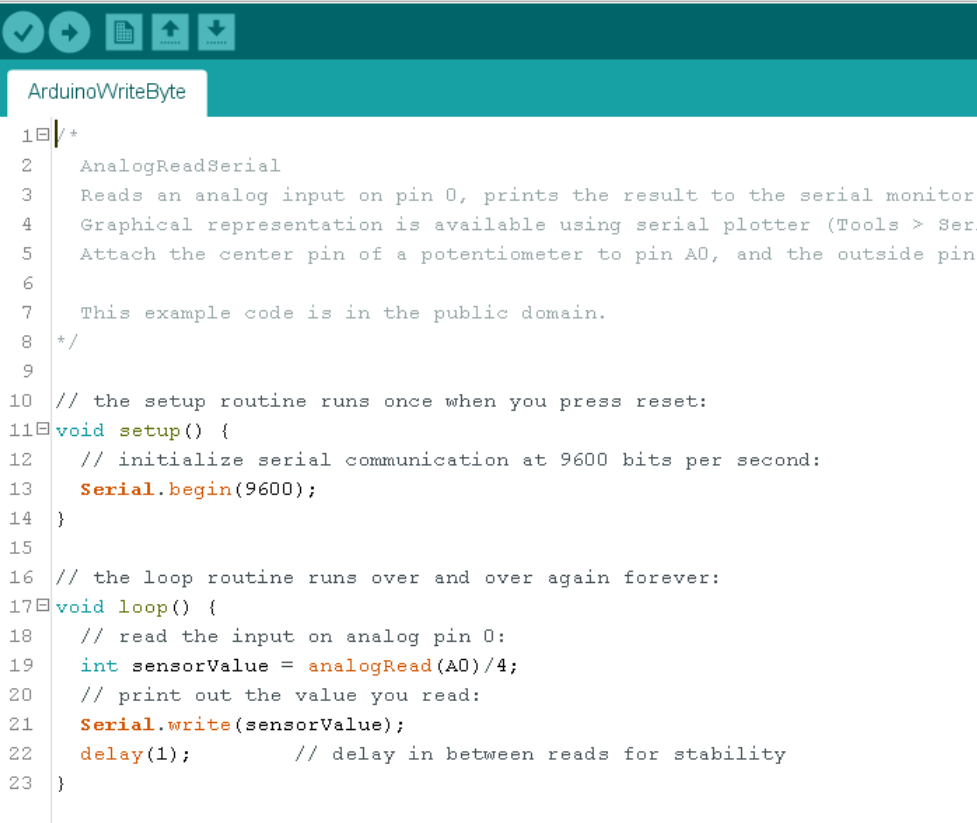 ArduinoWriteByte
1 /*
2 AnalogReadSerial
3 Reads an analog input on pin 0, prints the result to the serial monitor
4 Graphical representation is available using serial plotter (Tools > Ser
5 Attach the center pin of a potentiometer to pin A0, and the outside pin
6
7 This example code is in the public domain.
8 */
9
10 // the setup routine runs once when you press reset:
11 void setup() {
12 // initialize serial communication at 9600 bits per second:
13 Serial.begin(9600);
14 }
15
16 // the loop routine runs over and over again forever:
17 void loop() {
18 // read the input on analog pin 0:
19 int sensorValue = analogRead(A0)/4;
20 // print out the value you read:
21 Serial.write(sensorValue);
22 delay(1); // delay in between reads for stability
23 }